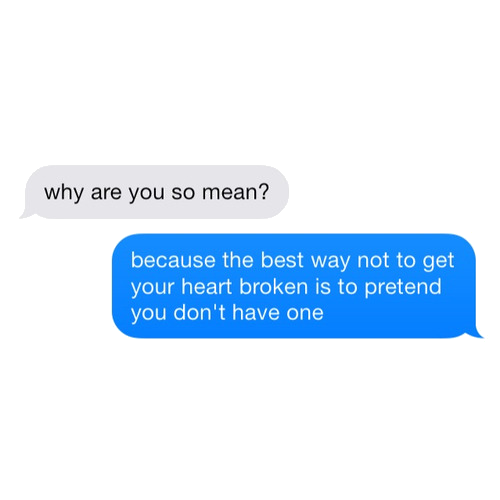 why are you so mean?
because the best way not to get
your heart broken is to pretend
you don't have one